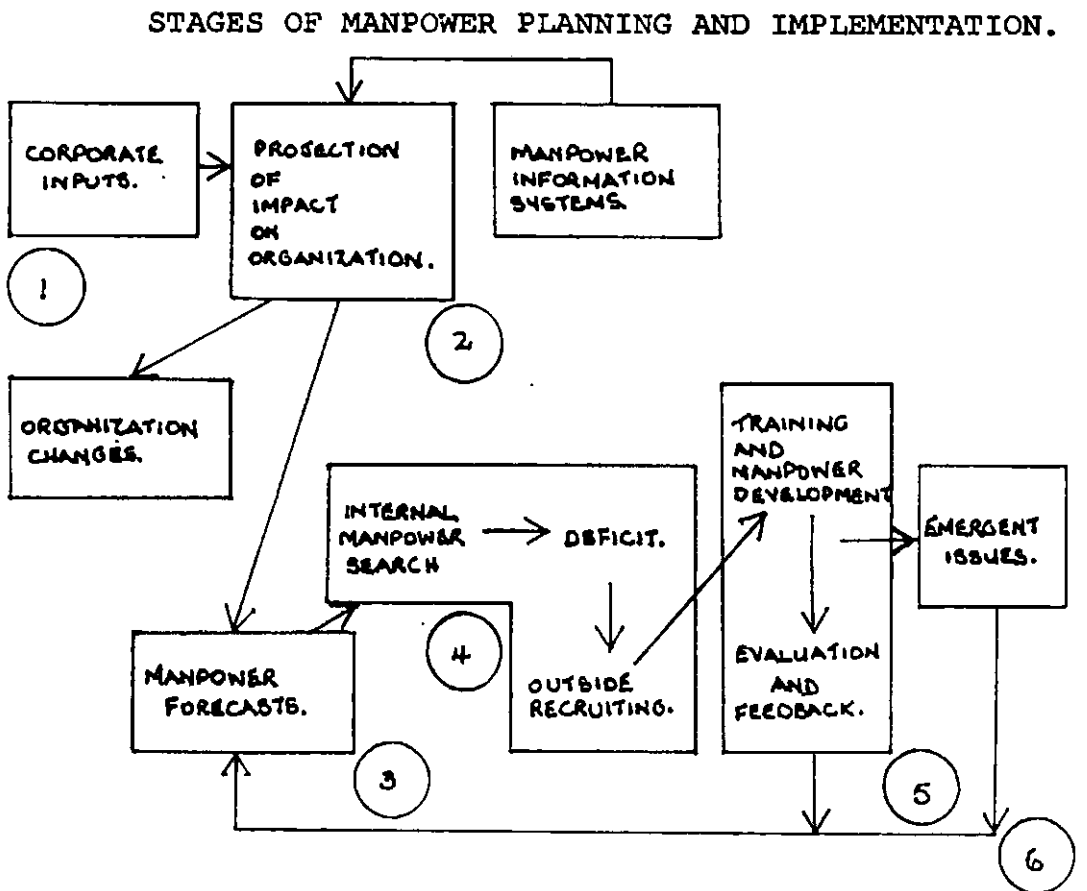 STAGES OF MANPOWER PLANNING AND IMPLEMENTATION.
CORPORATE
INPUTS.
PROJECTION
OF
IMPACT
ON
ORGANIZATION.
MANPOWER
INFORMATION
SYSTEMS.
1
2
ORGANIZATION
CHANGES.
TRAINING
AND
MANPOWER
DEVELOPMENT
INTERNAL
MANPOWER
SEARCH
DEFICIT.
EMERGENT
ISSUES.
4
OUTSIDE
RECRUITING.
EVALUATION
AND
FEEDBACK.
MANPOWER
FORECASTS.
3
5
6